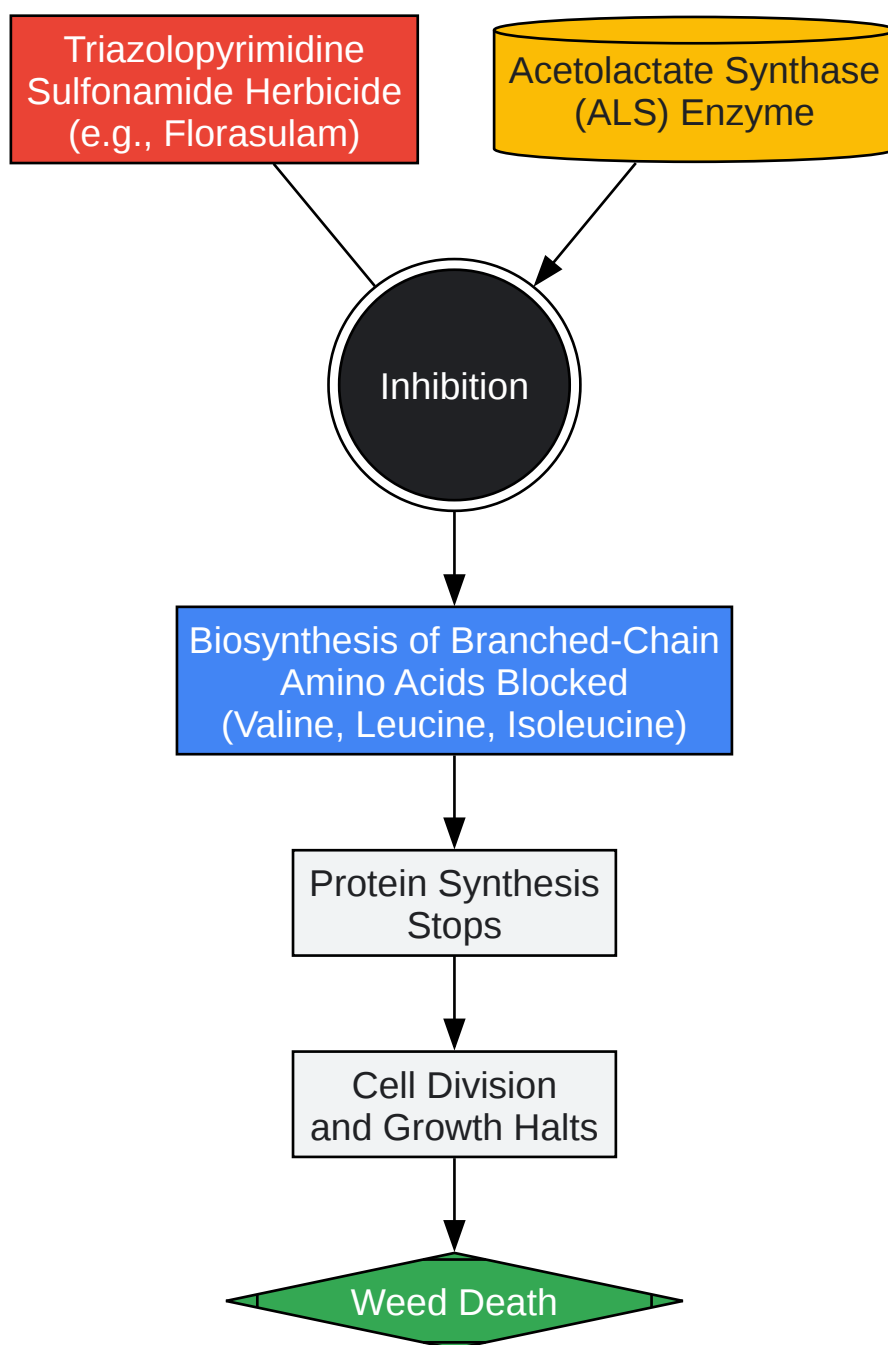 Triazolopyrimidine
Sulfonamide Herbicide
(e.g., Florasulam)
Acetolactate Synthase
(ALS) Enzyme
Inhibition
Biosynthesis of Branched-Chain
Amino Acids Blocked
(Valine, Leucine, Isoleucine)
Protein Synthesis
Stops
Cell Division
and Growth Halts
Weed Death